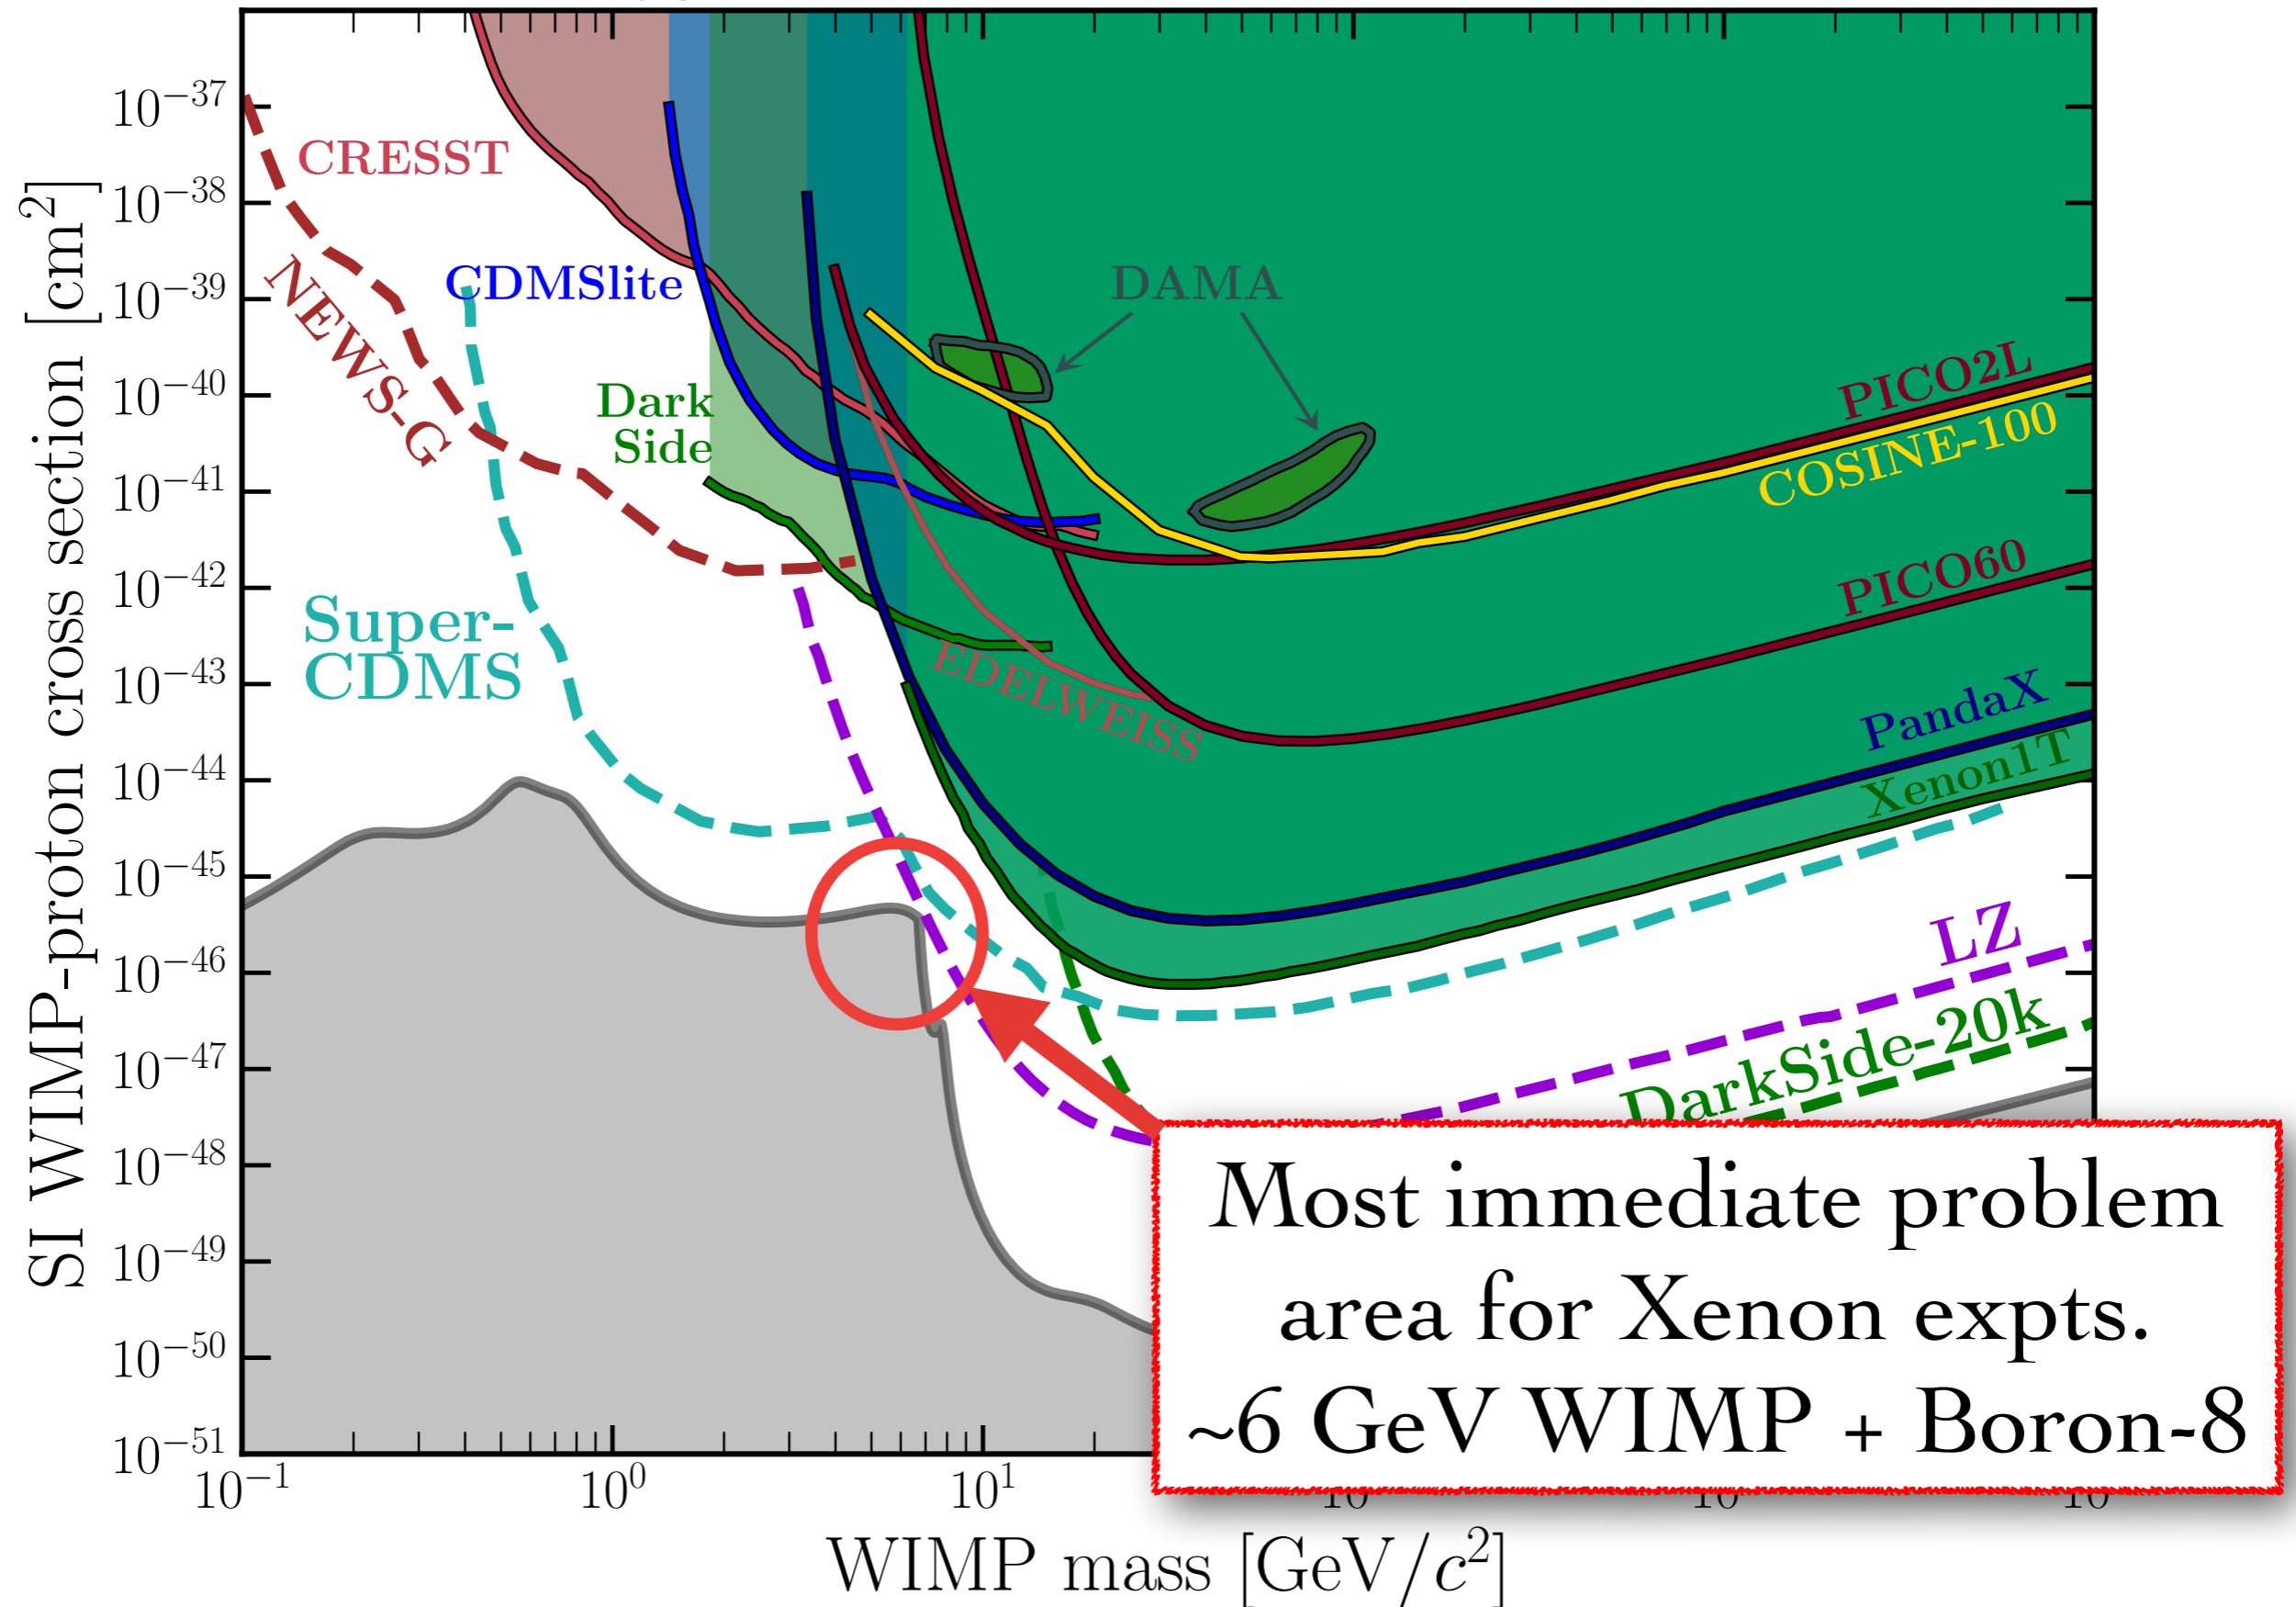 SI WIMP-proton cross section [cm²]
10⁻³⁷
10⁻³⁸
10⁻³⁹
10⁻⁴⁰
10⁻⁴¹
10⁻⁴²
10⁻⁴³
10⁻⁴⁴
10⁻⁴⁵
10⁻⁴⁶
10⁻⁴⁷
10⁻⁴⁸
10⁻⁴⁹
10⁻⁵⁰
10⁻⁵¹
CRESST
NEWS-G
CDMSlite
DAMA
Dark
Side
PICO2L
COSINE-100
PICO60
Super-
CDMS
EDELWEISS
PandaX
Xenon1T
LZ
DarkSide-20k
Most immediate problem
area for Xenon expts.
~6 GeV WIMP + Boron-8
10⁻¹
10⁰
10¹
WIMP mass [GeV/c²]